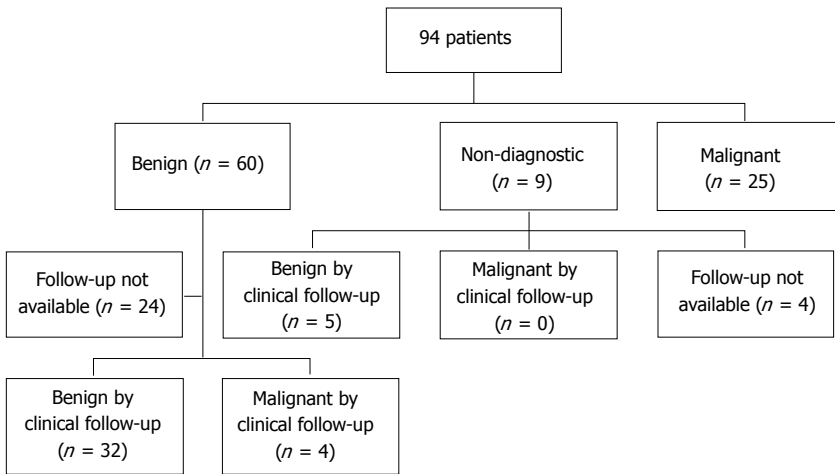 94 patients
Benign (n = 60)
Non-diagnostic
(n = 9)
Malignant
(n = 25)
Follow-up not
available (n = 24)
Benign by
clinical follow-up
(n = 5)
Malignant by
clinical follow-up
(n = 0)
Follow-up not
available (n = 4)
Benign by
clinical follow-up
(n = 32)
Malignant by
clinical follow-up
(n = 4)